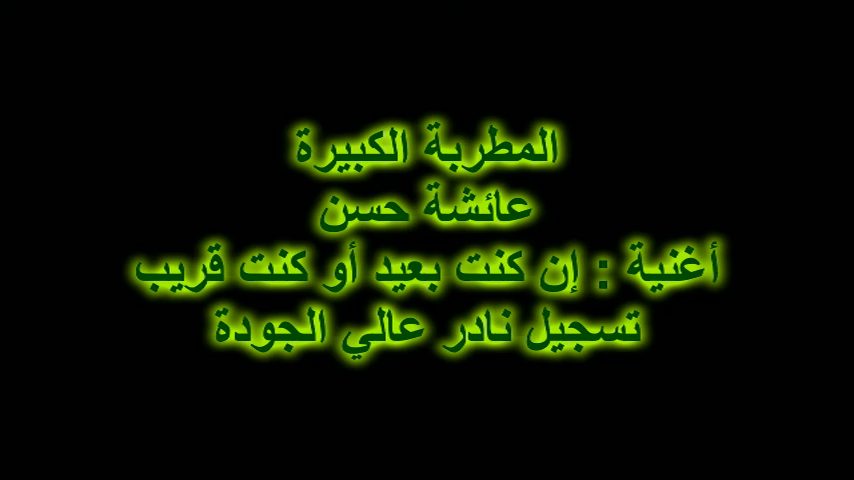 المطربة الكبيرة
عائشة حسن
أغنية : إن كنت بعيد أو كنت قريب
تسجيل نادر عالي الجودة